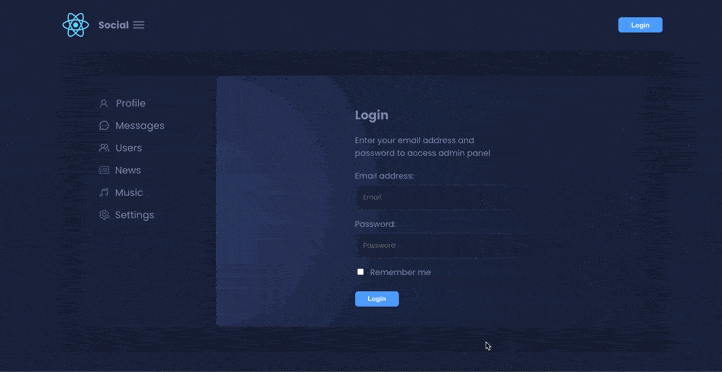 Social
Login
Profile
Messages
Users
News
Music
Settings
Login
Enter your email address and
password to access admin panel
Email address:
Email
Password:
Password
Remember me
Login